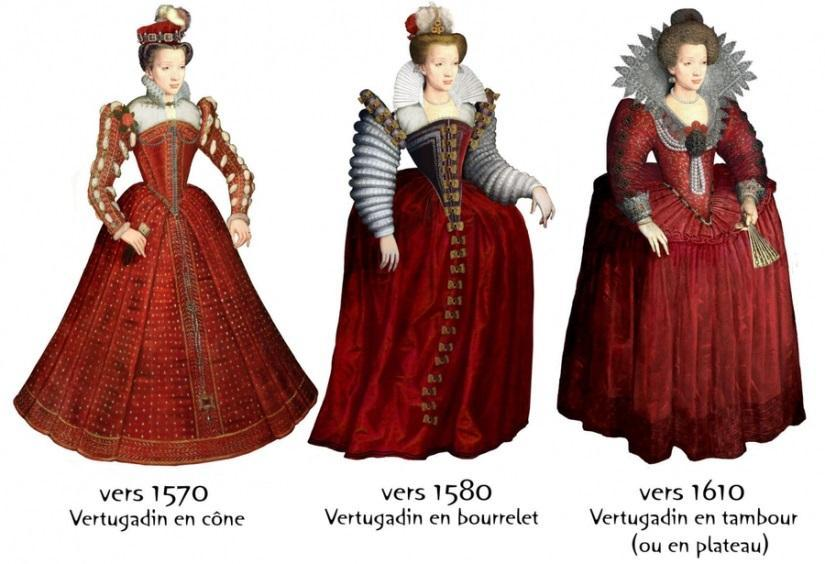 vers 1570
Vertugadin en cône
vers 1580
Vertugadin en bourrelet
vers 1610
Vertugadin en tambour
(ou en plateau)